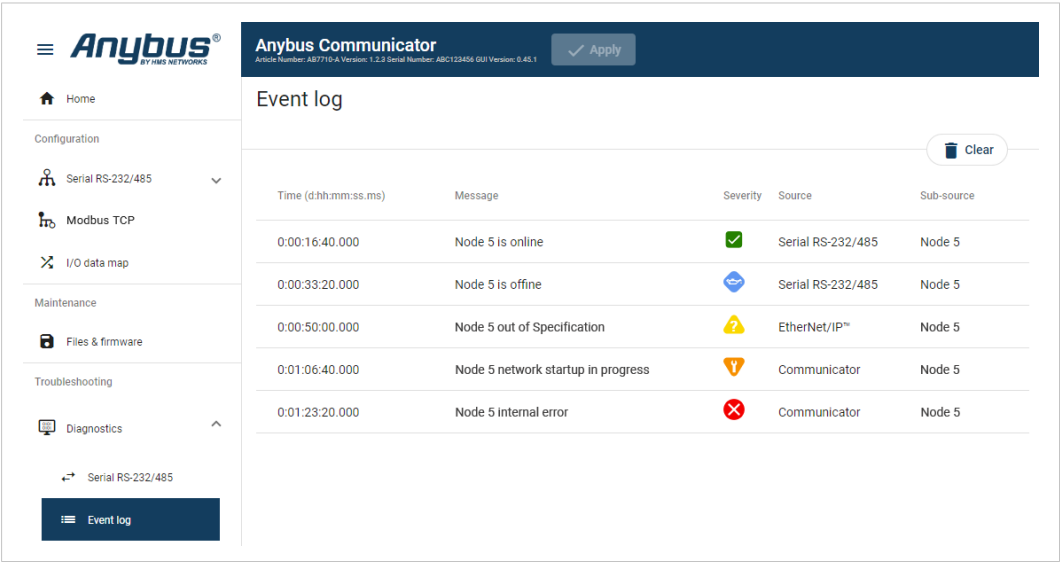 Anybus®
BY HMS NETWORKS
Anybus Communicator
Article Number: AB7710-A Version: 1.2.3 Serial Number: ABC123456 GUI Version: 0.45.1
Apply
Home
Configuration
Serial RS-232/485
Modbus TCP
I/O data map
Maintenance
Files & firmware
Troubleshooting
Diagnostics
Serial RS-232/485
Event log
Event log
Clear
Time (d:hh:mm:ss.ms) Message Severity Source Sub-source
0:00:16:40.000 Node 5 is online Serial RS-232/485 Node 5
0:00:33:20.000 Node 5 is offine Serial RS-232/485 Node 5
0:00:50:00.000 Node 5 out of Specification ? EtherNet/IP™ Node 5
0:01:06:40.000 Node 5 network startup in progress Communicator Node 5
0:01:23:20.000 Node 5 internal error Communicator Node 5